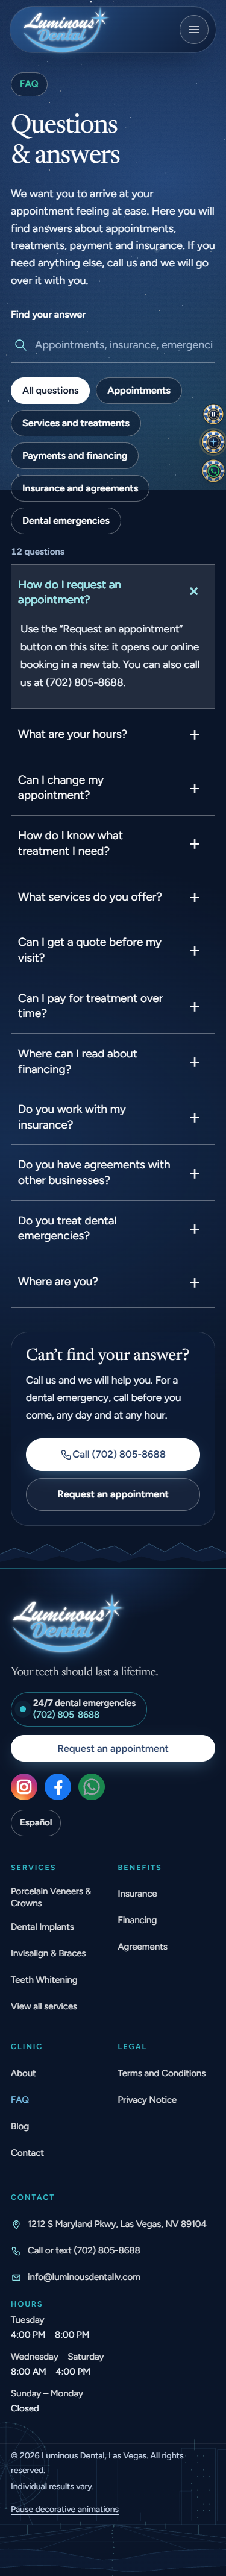 Luminous
Dental
FAQ
Questions
& answers
We want you to arrive at your
appointment feeling at ease. Here you will
find answers about appointments,
treatments, payment and insurance. If you
need anything else, call us and we will go
over it with you.
Find your answer
Appointments, insurance, emergenci
All questions
Appointments
Services and treatments
Payments and financing
Insurance and agreements
Dental emergencies
12 questions
How do I request an
appointment?
Use the “Request an appointment”
button on this site: it opens our online
booking in a new tab. You can also call
us at (702) 805-8688.
What are your hours?
Can I change my
appointment?
How do I know what
treatment I need?
What services do you offer?
Can I get a quote before my
visit?
Can I pay for treatment over
time?
Where can I read about
financing?
Do you work with my
insurance?
Do you have agreements with
other businesses?
Do you treat dental
emergencies?
Where are you?
Can’t find your answer?
Call us and we will help you. For a
dental emergency, call before you
come, any day and at any hour.
Call (702) 805-8688
Request an appointment
Luminous
Dental
Your teeth should last a lifetime.
24/7 dental emergencies
(702) 805-8688
Request an appointment
Español
SERVICES
Porcelain Veneers &
Crowns
Dental Implants
Invisalign & Braces
Teeth Whitening
View all services
BENEFITS
Insurance
Financing
Agreements
CLINIC
About
FAQ
Blog
Contact
LEGAL
Terms and Conditions
Privacy Notice
CONTACT
1212 S Maryland Pkwy, Las Vegas, NV 89104
Call or text (702) 805-8688
info@luminousdentallv.com
HOURS
Tuesday
4:00 PM – 8:00 PM
Wednesday – Saturday
8:00 AM – 4:00 PM
Sunday – Monday
Closed
© 2026 Luminous Dental, Las Vegas. All rights
reserved.
Individual results vary.
Pause decorative animations